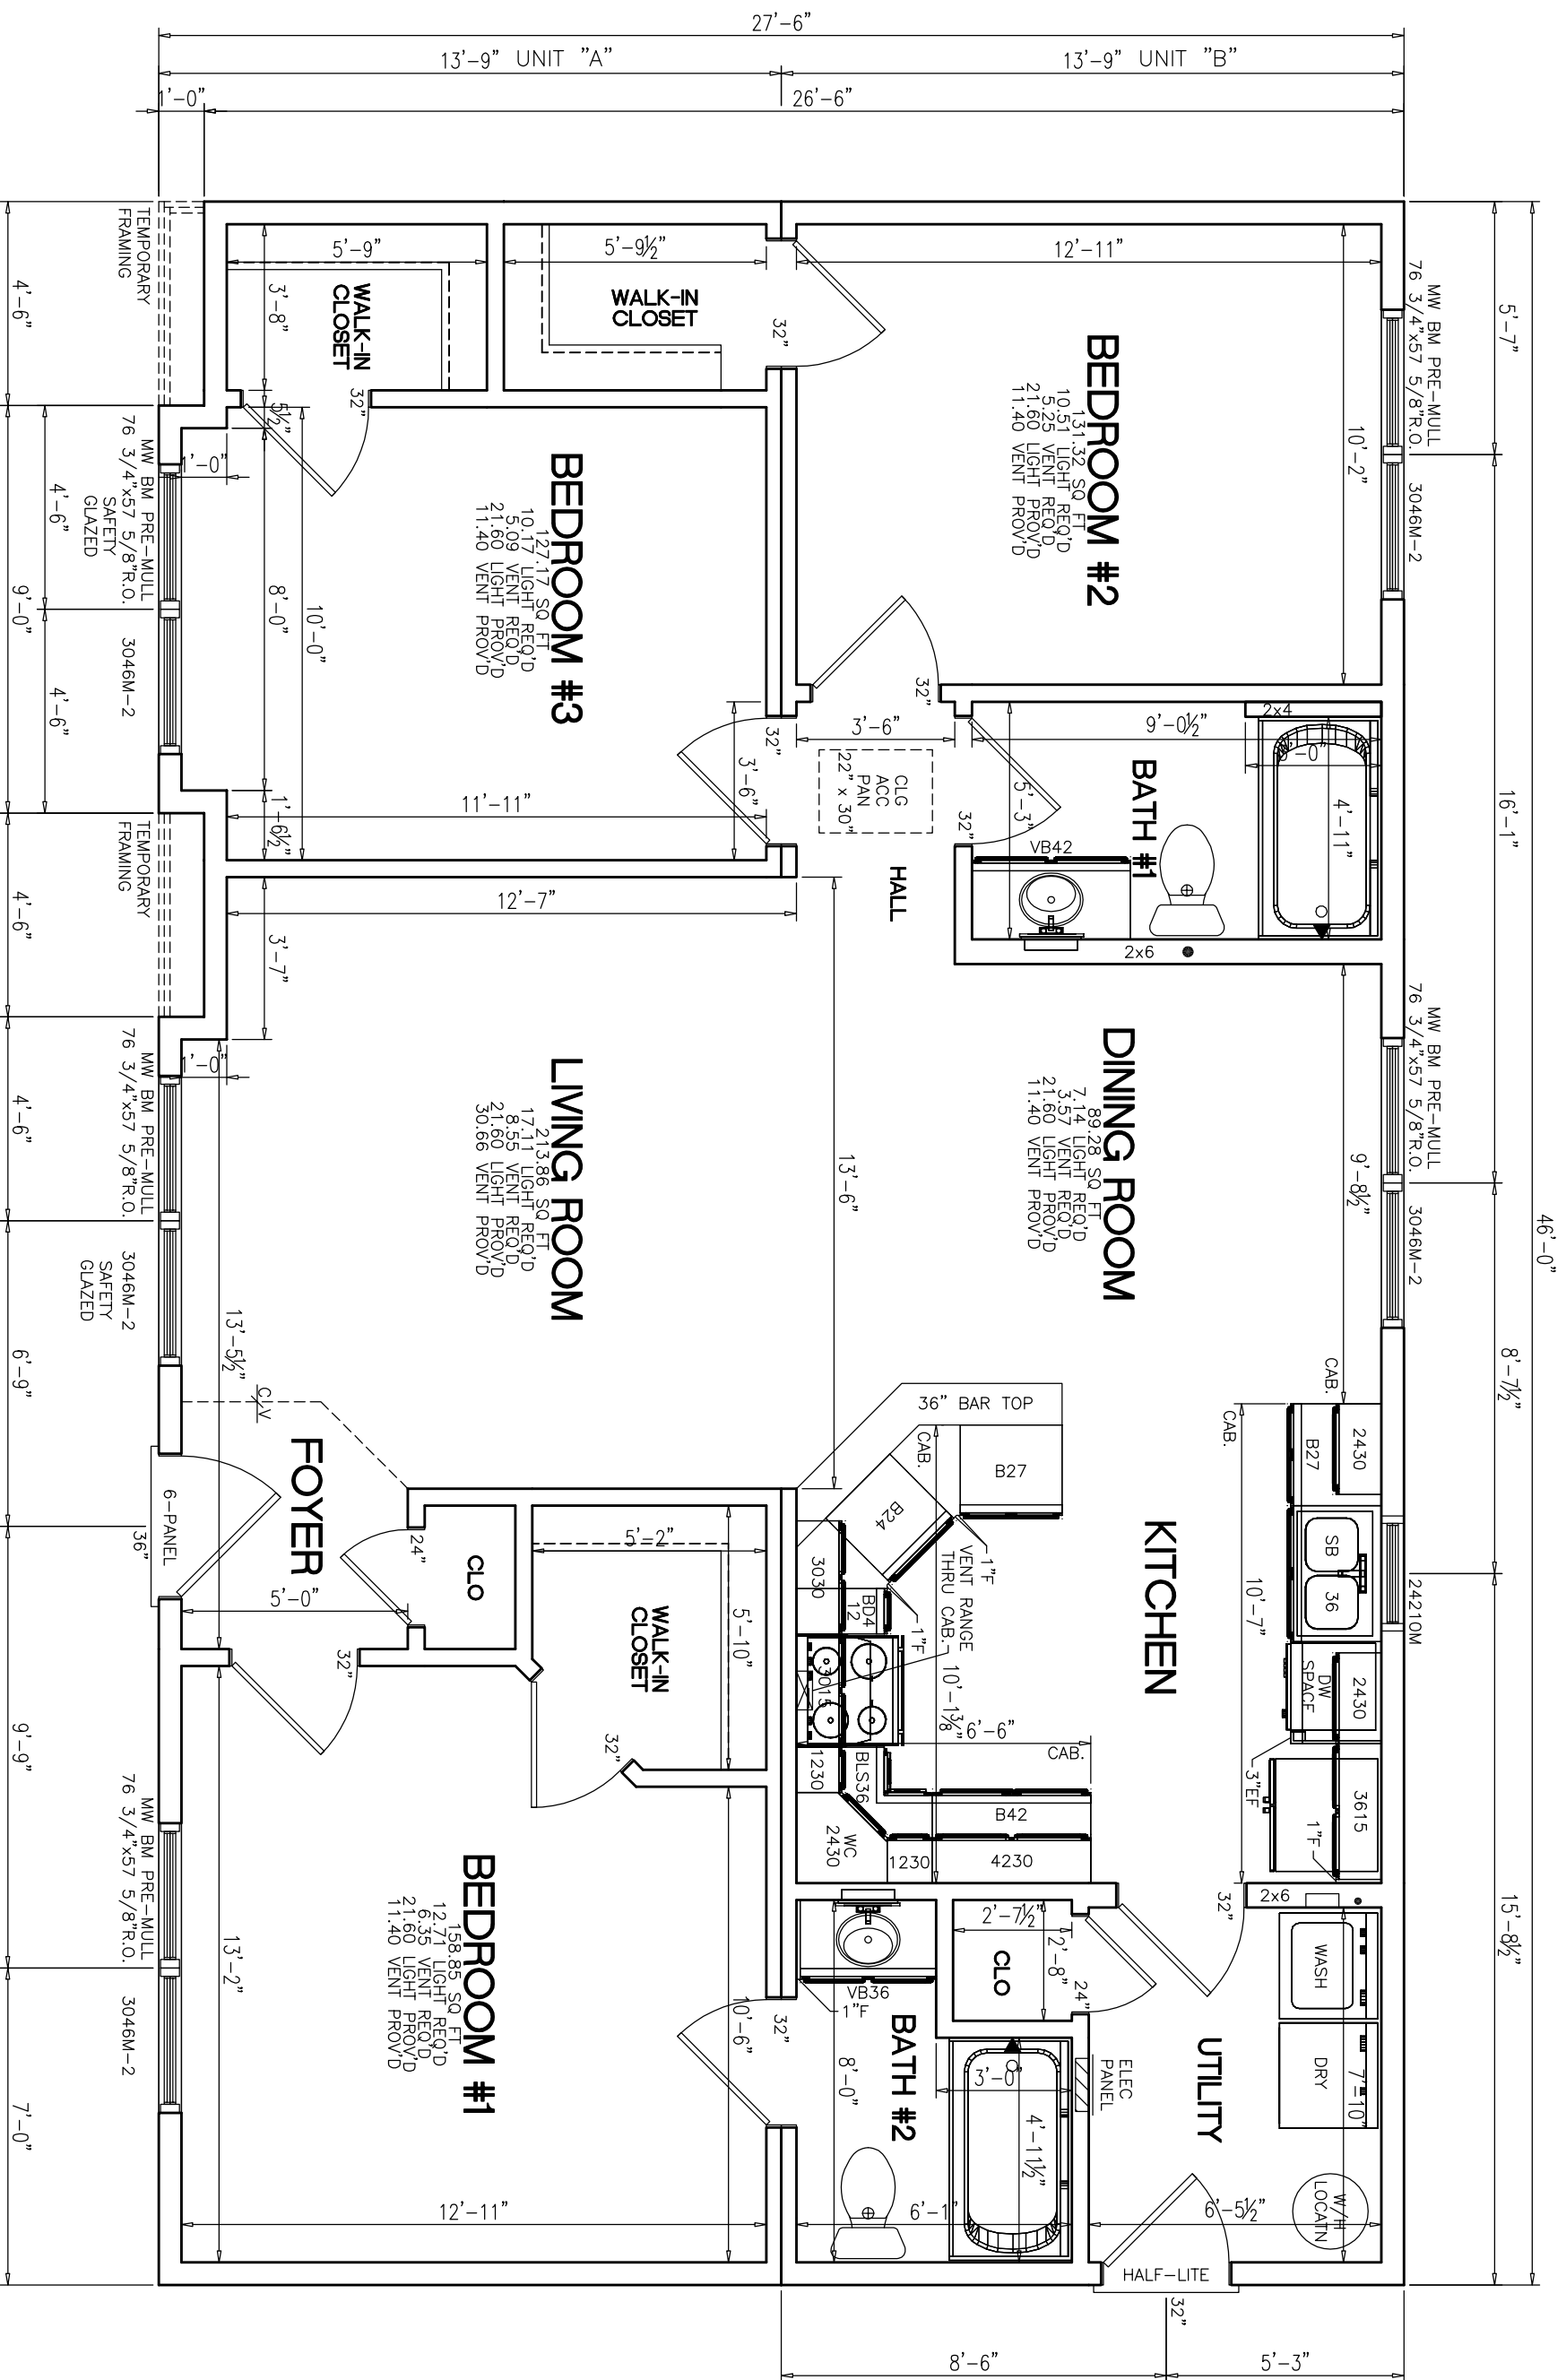 27'-6"
13'-9" UNIT "A"
13'-9" UNIT "B"
1'-0"
26'-6"
46'-0"
5'-7"
16'-1"
8'-7½"
15'-8½"
MW BM PRE-MULL
76 3/4"x57 5/8"R.O.
3046M-2
MW BM PRE-MULL
76 3/4"x57 5/8"R.O.
3046M-2
24210M
BEDROOM #2
131.32 SQ FT
10.51 LIGHT REQ'D
5.25 VENT REQ'D
21.60 LIGHT PROV'D
11.40 VENT PROV'D
12'-11"
10'-2"
32"
32"
WALK-IN
CLOSET
5'-9½"
WALK-IN
CLOSET
5'-9"
3'-8"
32"
5½"
BEDROOM #3
127.17 SQ FT
10.17 LIGHT REQ'D
5.09 VENT REQ'D
21.60 LIGHT PROV'D
11.40 VENT PROV'D
10'-0"
8'-0"
1'-0"
11'-11"
1'-6½"
3'-6"
32"
BATH #1
9'-0½"
2x4
4'-11"
5'-3"
32"
VB42
2x6
HALL
3'-6"
CLG
ACC
PAN
22" x 30"
DINING ROOM
89.28 SQ FT
7.14 LIGHT REQ'D
3.57 VENT REQ'D
21.60 LIGHT PROV'D
11.40 VENT PROV'D
9'-8½"
LIVING ROOM
213.86 SQ FT
17.11 LIGHT REQ'D
8.55 VENT REQ'D
21.60 LIGHT PROV'D
30.66 VENT PROV'D
12'-7"
3'-7"
1'-0"
13'-6"
13'-5½"
C/V
KITCHEN
CAB.
CAB.
2430
B27
SB
36
10'-7"
DW
SPACE
2430
3"EF
3615
1"F
36" BAR TOP
CAB.
B27
B24
1"F
VENT RANGE
THRU CAB.
1"F
3030
BD4
12
3015
10'-1⅜"
6'-6"
CAB.
1230
BLS36
B42
WC
2430
1230
4230
FOYER
6-PANEL
36"
5'-0"
CLO
24"
32"
WALK-IN
CLOSET
5'-2"
5'-10"
32"
BEDROOM #1
158.85 SQ FT
12.71 LIGHT REQ'D
6.35 VENT REQ'D
21.60 LIGHT PROV'D
11.40 VENT PROV'D
13'-2"
12'-11"
10'-6"
32"
BATH #2
VB36
1"F
8'-0"
3'-0"
4'-11½"
6'-1"
CLO
2'-7½"
2'-8"
24"
UTILITY
32"
2x6
WASH
DRY
7'-10"
ELEC
PANEL
W/H
LOCATN
6'-5½"
HALF-LITE
32"
8'-6"
5'-3"
TEMPORARY
FRAMING
MW BM PRE-MULL
76 3/4"x57 5/8"R.O.
3046M-2
SAFETY
GLAZED
TEMPORARY
FRAMING
MW BM PRE-MULL
76 3/4"x57 5/8"R.O.
3046M-2
SAFETY
GLAZED
MW BM PRE-MULL
76 3/4"x57 5/8"R.O.
3046M-2
4'-6"
4'-6"
4'-6"
9'-0"
4'-6"
4'-6"
6'-9"
9'-9"
7'-0"